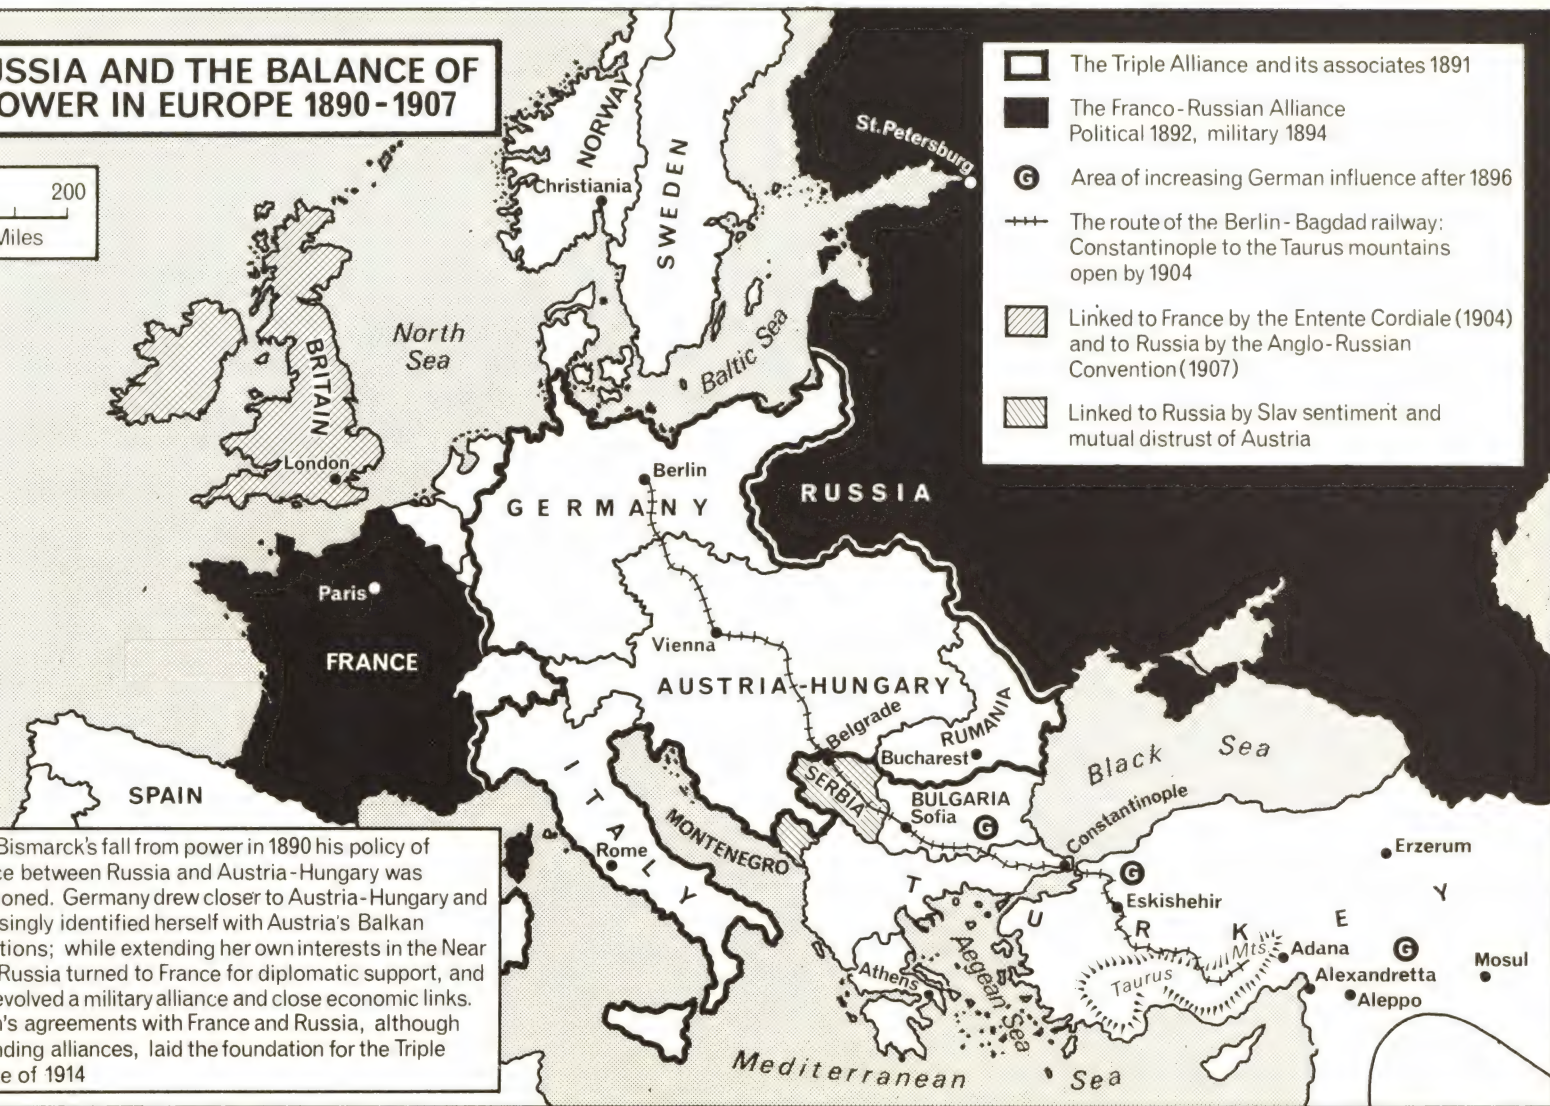 USSIA AND THE BALANCE OF
OWER IN EUROPE 1890-1907
200
Miles
The Triple Alliance and its associates 1891
The Franco-Russian Alliance
Political 1892, military 1894
G Area of increasing German influence after 1896
The route of the Berlin-Bagdad railway:
Constantinople to the Taurus mountains
open by 1904
Linked to France by the Entente Cordiale (1904)
and to Russia by the Anglo-Russian
Convention (1907)
Linked to Russia by Slav sentiment and
mutual distrust of Austria
NORWAY
Christiania
SWEDEN
St. Petersburg
North
Sea
Baltic Sea
BRITAIN
London
Berlin
GERMANY
RUSSIA
Paris
FRANCE
Vienna
AUSTRIA-HUNGARY
Belgrade
RUMANIA
Bucharest
Black Sea
SPAIN
ITALY
SERBIA
BULGARIA
Sofia
G
Constantinople
MONTENEGRO
Rome
Erzerum
G
Eskishehir
TURKEY
Taurus Mts.
Adana
G
Mosul
Alexandretta
Aleppo
Athens
Aegean Sea
Mediterranean Sea
Bismarck's fall from power in 1890 his policy of
ce between Russia and Austria-Hungary was
oned. Germany drew closer to Austria-Hungary and
singly identified herself with Austria's Balkan
tions; while extending her own interests in the Near
Russia turned to France for diplomatic support, and
evolved a military alliance and close economic links.
n's agreements with France and Russia, although
nding alliances, laid the foundation for the Triple
e of 1914